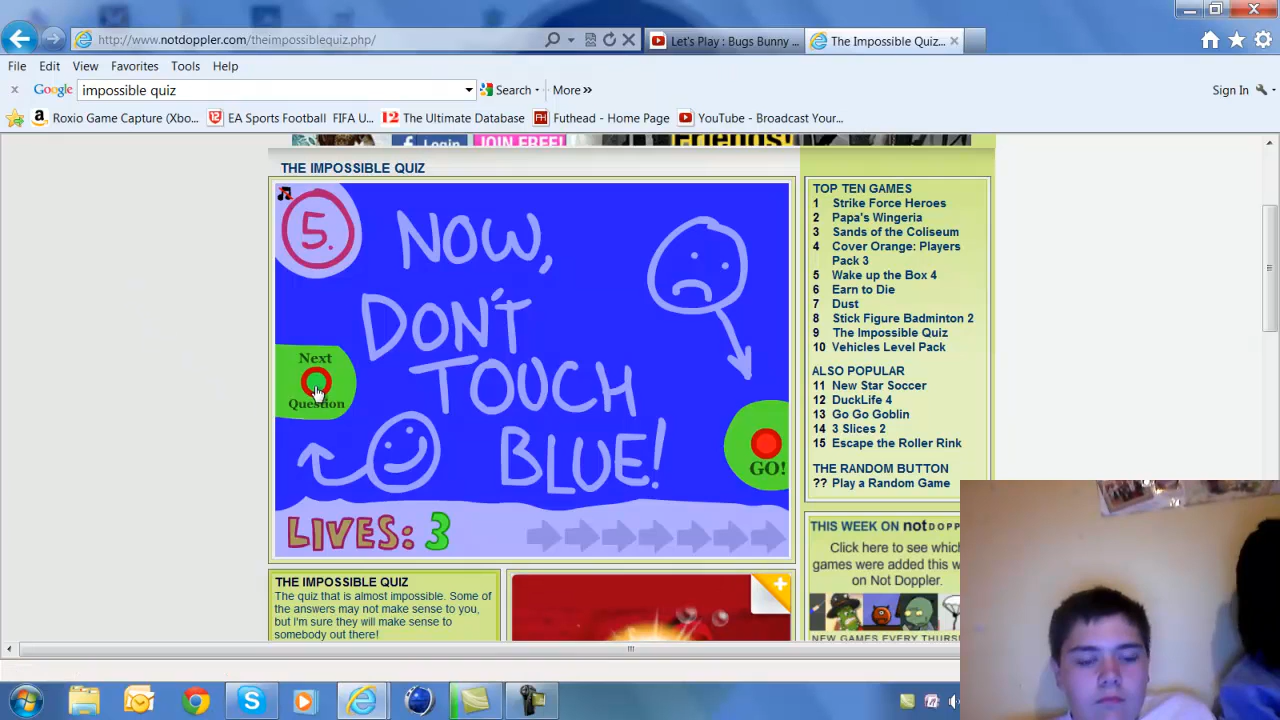 http://www.notdoppler.com/theimpossiblequiz.php/
Let's Play : Bugs Bunny ...
The Impossible Quiz...
File Edit View Favorites Tools Help
Google
impossible quiz
Search
More »
Sign In
Roxio Game Capture (Xbo...
EA Sports Football FIFA U...
The Ultimate Database
Futhead - Home Page
YouTube - Broadcast Your...
Login
JOIN FREE!
Friends!
THE IMPOSSIBLE QUIZ
5.
NOW,
DON'T
TOUCH
BLUE!
Next
Question
GO!
LIVES: 3
TOP TEN GAMES
1 Strike Force Heroes
2 Papa's Wingeria
3 Sands of the Coliseum
4 Cover Orange: Players
Pack 3
5 Wake up the Box 4
6 Earn to Die
7 Dust
8 Stick Figure Badminton 2
9 The Impossible Quiz
10 Vehicles Level Pack
ALSO POPULAR
11 New Star Soccer
12 DuckLife 4
13 Go Go Goblin
14 3 Slices 2
15 Escape the Roller Rink
THE RANDOM BUTTON
?? Play a Random Game
THIS WEEK ON notDOPP
Click here to see which
games were added this w
on Not Doppler.
NEW GAMES EVERY THURS
THE IMPOSSIBLE QUIZ
The quiz that is almost impossible. Some of
the answers may not make sense to you,
but I'm sure they will make sense to
somebody out there!